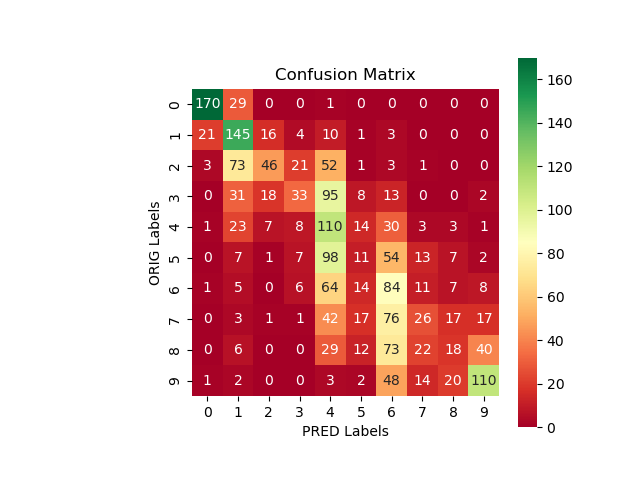 Confusion Matrix
ORIG Labels
0 170 29 0 0 1 0 0 0 0 0
1 21 145 16 4 10 1 3 0 0 0
2 3 73 46 21 52 1 3 1 0 0
3 0 31 18 33 95 8 13 0 0 2
4 1 23 7 8 110 14 30 3 3 1
5 0 7 1 7 98 11 54 13 7 2
6 1 5 0 6 64 14 84 11 7 8
7 0 3 1 1 42 17 76 26 17 17
8 0 6 0 0 29 12 73 22 18 40
9 1 2 0 0 3 2 48 14 20 110
0 1 2 3 4 5 6 7 8 9
PRED Labels
160
140
120
100
80
60
40
20
0